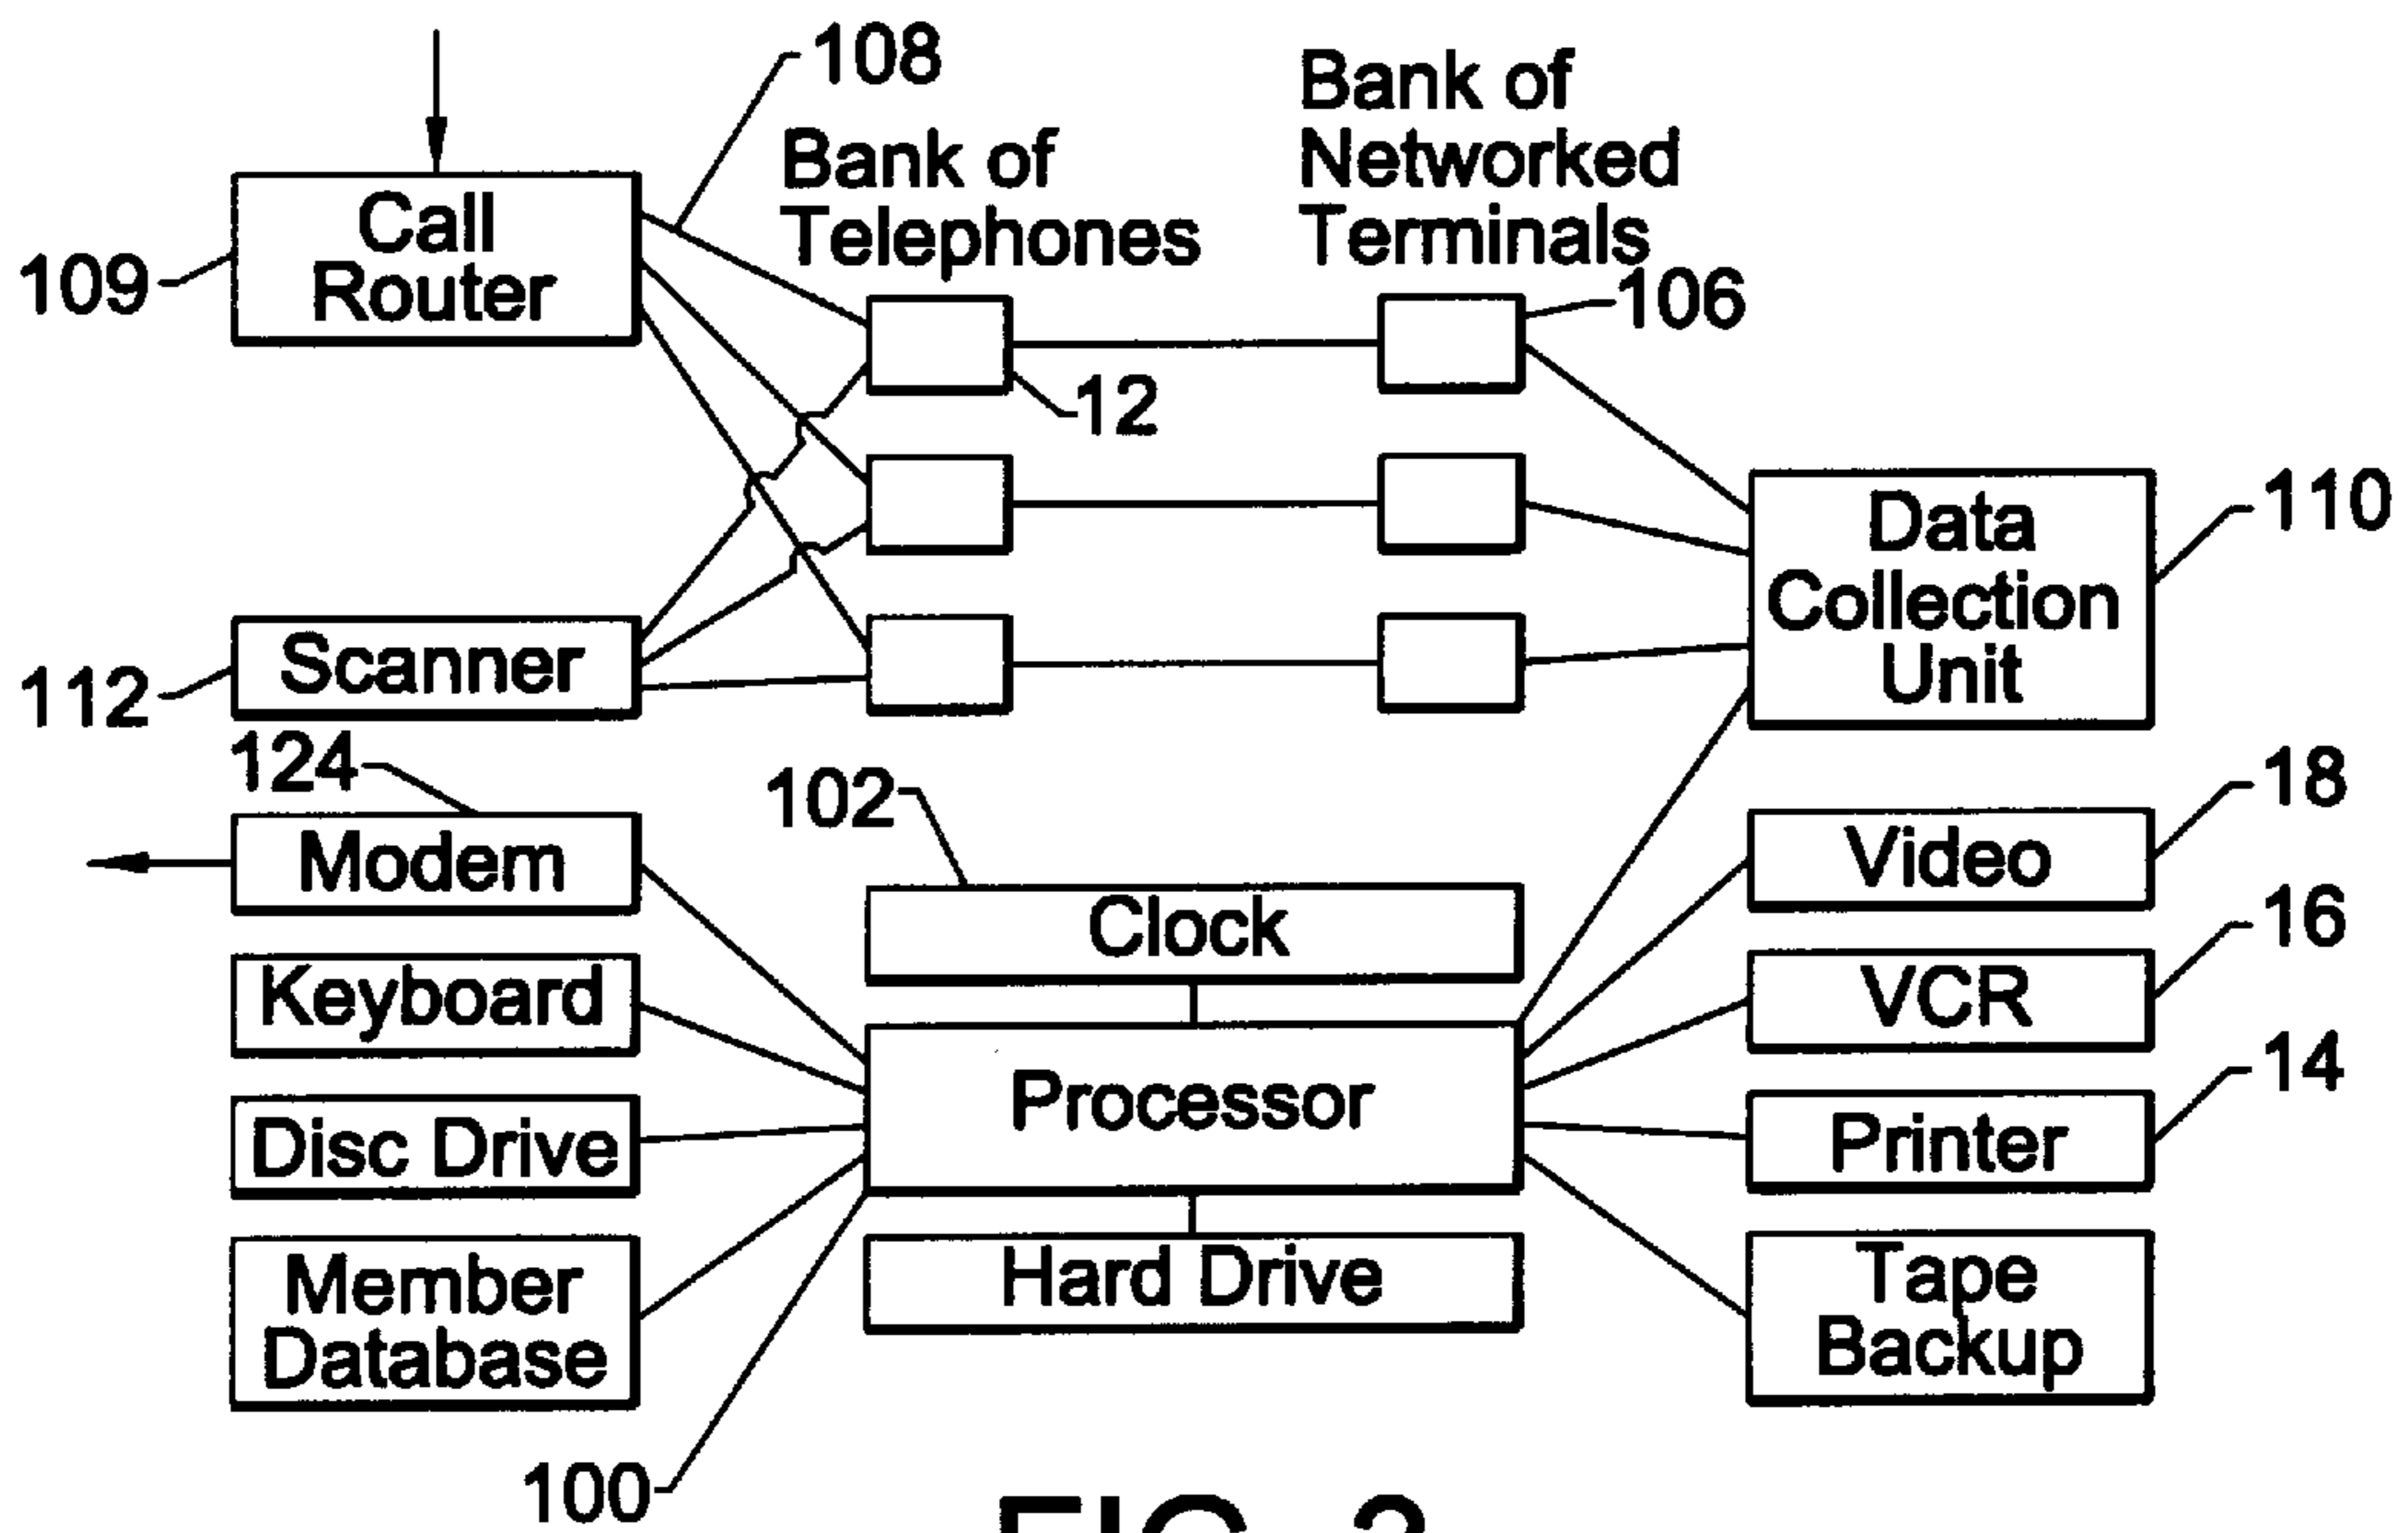 108
Bank of
Telephones
Bank of
Networked
Terminals
Call
Router
109
106
12
Data
Collection
Unit
110
Scanner
112
124
Modem
102
Clock
Video
18
Keyboard
VCR
16
Processor
Disc Drive
Printer
14
Member
Database
Hard Drive
Tape
Backup
100